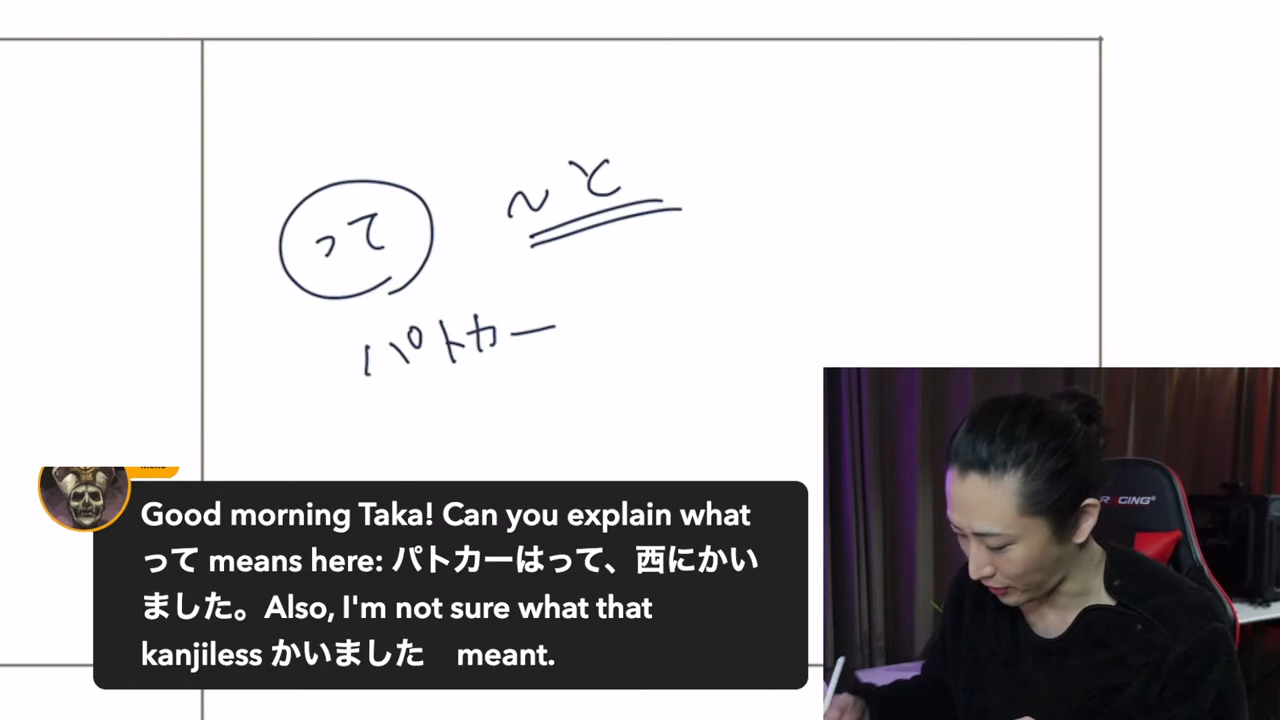 って ～と
パトカー
Good morning Taka! Can you explain what
って means here: パトカーはって、西にかい
ました。Also, I'm not sure what that
kanjiless かいました　meant.